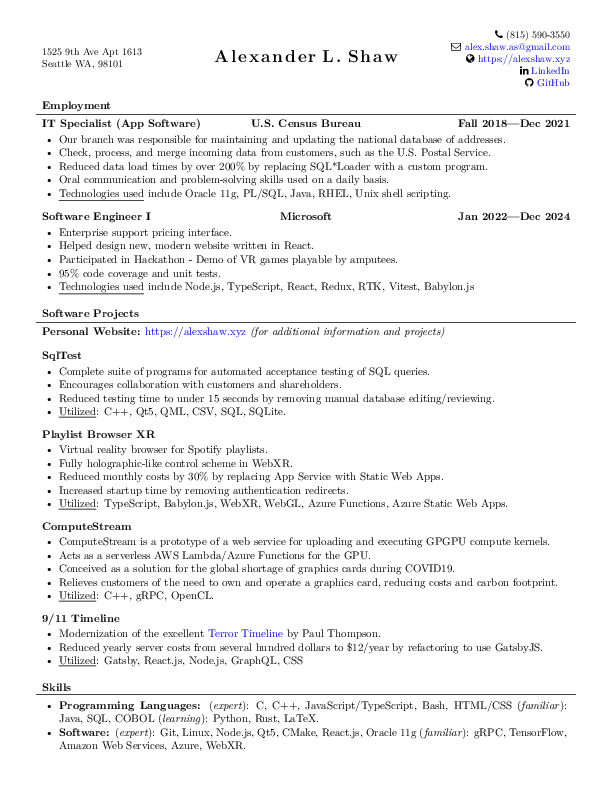 (815) 590-3550
1525 9th Ave Apt 1613
Seattle WA, 98101
Alexander L. Shaw
alex.shaw.as@gmail.com
https://alexshaw.xyz
LinkedIn
GitHub
Employment
IT Specialist (App Software) U.S. Census Bureau Fall 2018—Dec 2021
• Our branch was responsible for maintaining and updating the national database of addresses.
• Check, process, and merge incoming data from customers, such as the U.S. Postal Service.
• Reduced data load times by over 200% by replacing SQL*Loader with a custom program.
• Oral communication and problem-solving skills used on a daily basis.
• Technologies used include Oracle 11g, PL/SQL, Java, RHEL, Unix shell scripting.
Software Engineer I Microsoft Jan 2022—Dec 2024
• Enterprise support pricing interface.
• Helped design new, modern website written in React.
• Participated in Hackathon - Demo of VR games playable by amputees.
• 95% code coverage and unit tests.
• Technologies used include Node.js, TypeScript, React, Redux, RTK, Vitest, Babylon.js
Software Projects
Personal Website: https://alexshaw.xyz (for additional information and projects)
SqlTest
• Complete suite of programs for automated acceptance testing of SQL queries.
• Encourages collaboration with customers and shareholders.
• Reduced testing time to under 15 seconds by removing manual database editing/reviewing.
• Utilized: C++, Qt5, QML, CSV, SQL, SQLite.
Playlist Browser XR
• Virtual reality browser for Spotify playlists.
• Fully holographic-like control scheme in WebXR.
• Reduced monthly costs by 30% by replacing App Service with Static Web Apps.
• Increased startup time by removing authentication redirects.
• Utilized: TypeScript, Babylon.js, WebXR, WebGL, Azure Functions, Azure Static Web Apps.
ComputeStream
• ComputeStream is a prototype of a web service for uploading and executing GPGPU compute kernels.
• Acts as a serverless AWS Lambda/Azure Functions for the GPU.
• Conceived as a solution for the global shortage of graphics cards during COVID19.
• Relieves customers of the need to own and operate a graphics card, reducing costs and carbon footprint.
• Utilized: C++, gRPC, OpenCL.
9/11 Timeline
• Modernization of the excellent Terror Timeline by Paul Thompson.
• Reduced yearly server costs from several hundred dollars to $12/year by refactoring to use GatsbyJS.
• Utilized: Gatsby, React.js, Node.js, GraphQL, CSS
Skills
• Programming Languages: (expert): C, C++, JavaScript/TypeScript, Bash, HTML/CSS (familiar):
Java, SQL, COBOL (learning): Python, Rust, LaTeX.
• Software: (expert): Git, Linux, Node.js, Qt5, CMake, React.js, Oracle 11g (familiar): gRPC, TensorFlow,
Amazon Web Services, Azure, WebXR.